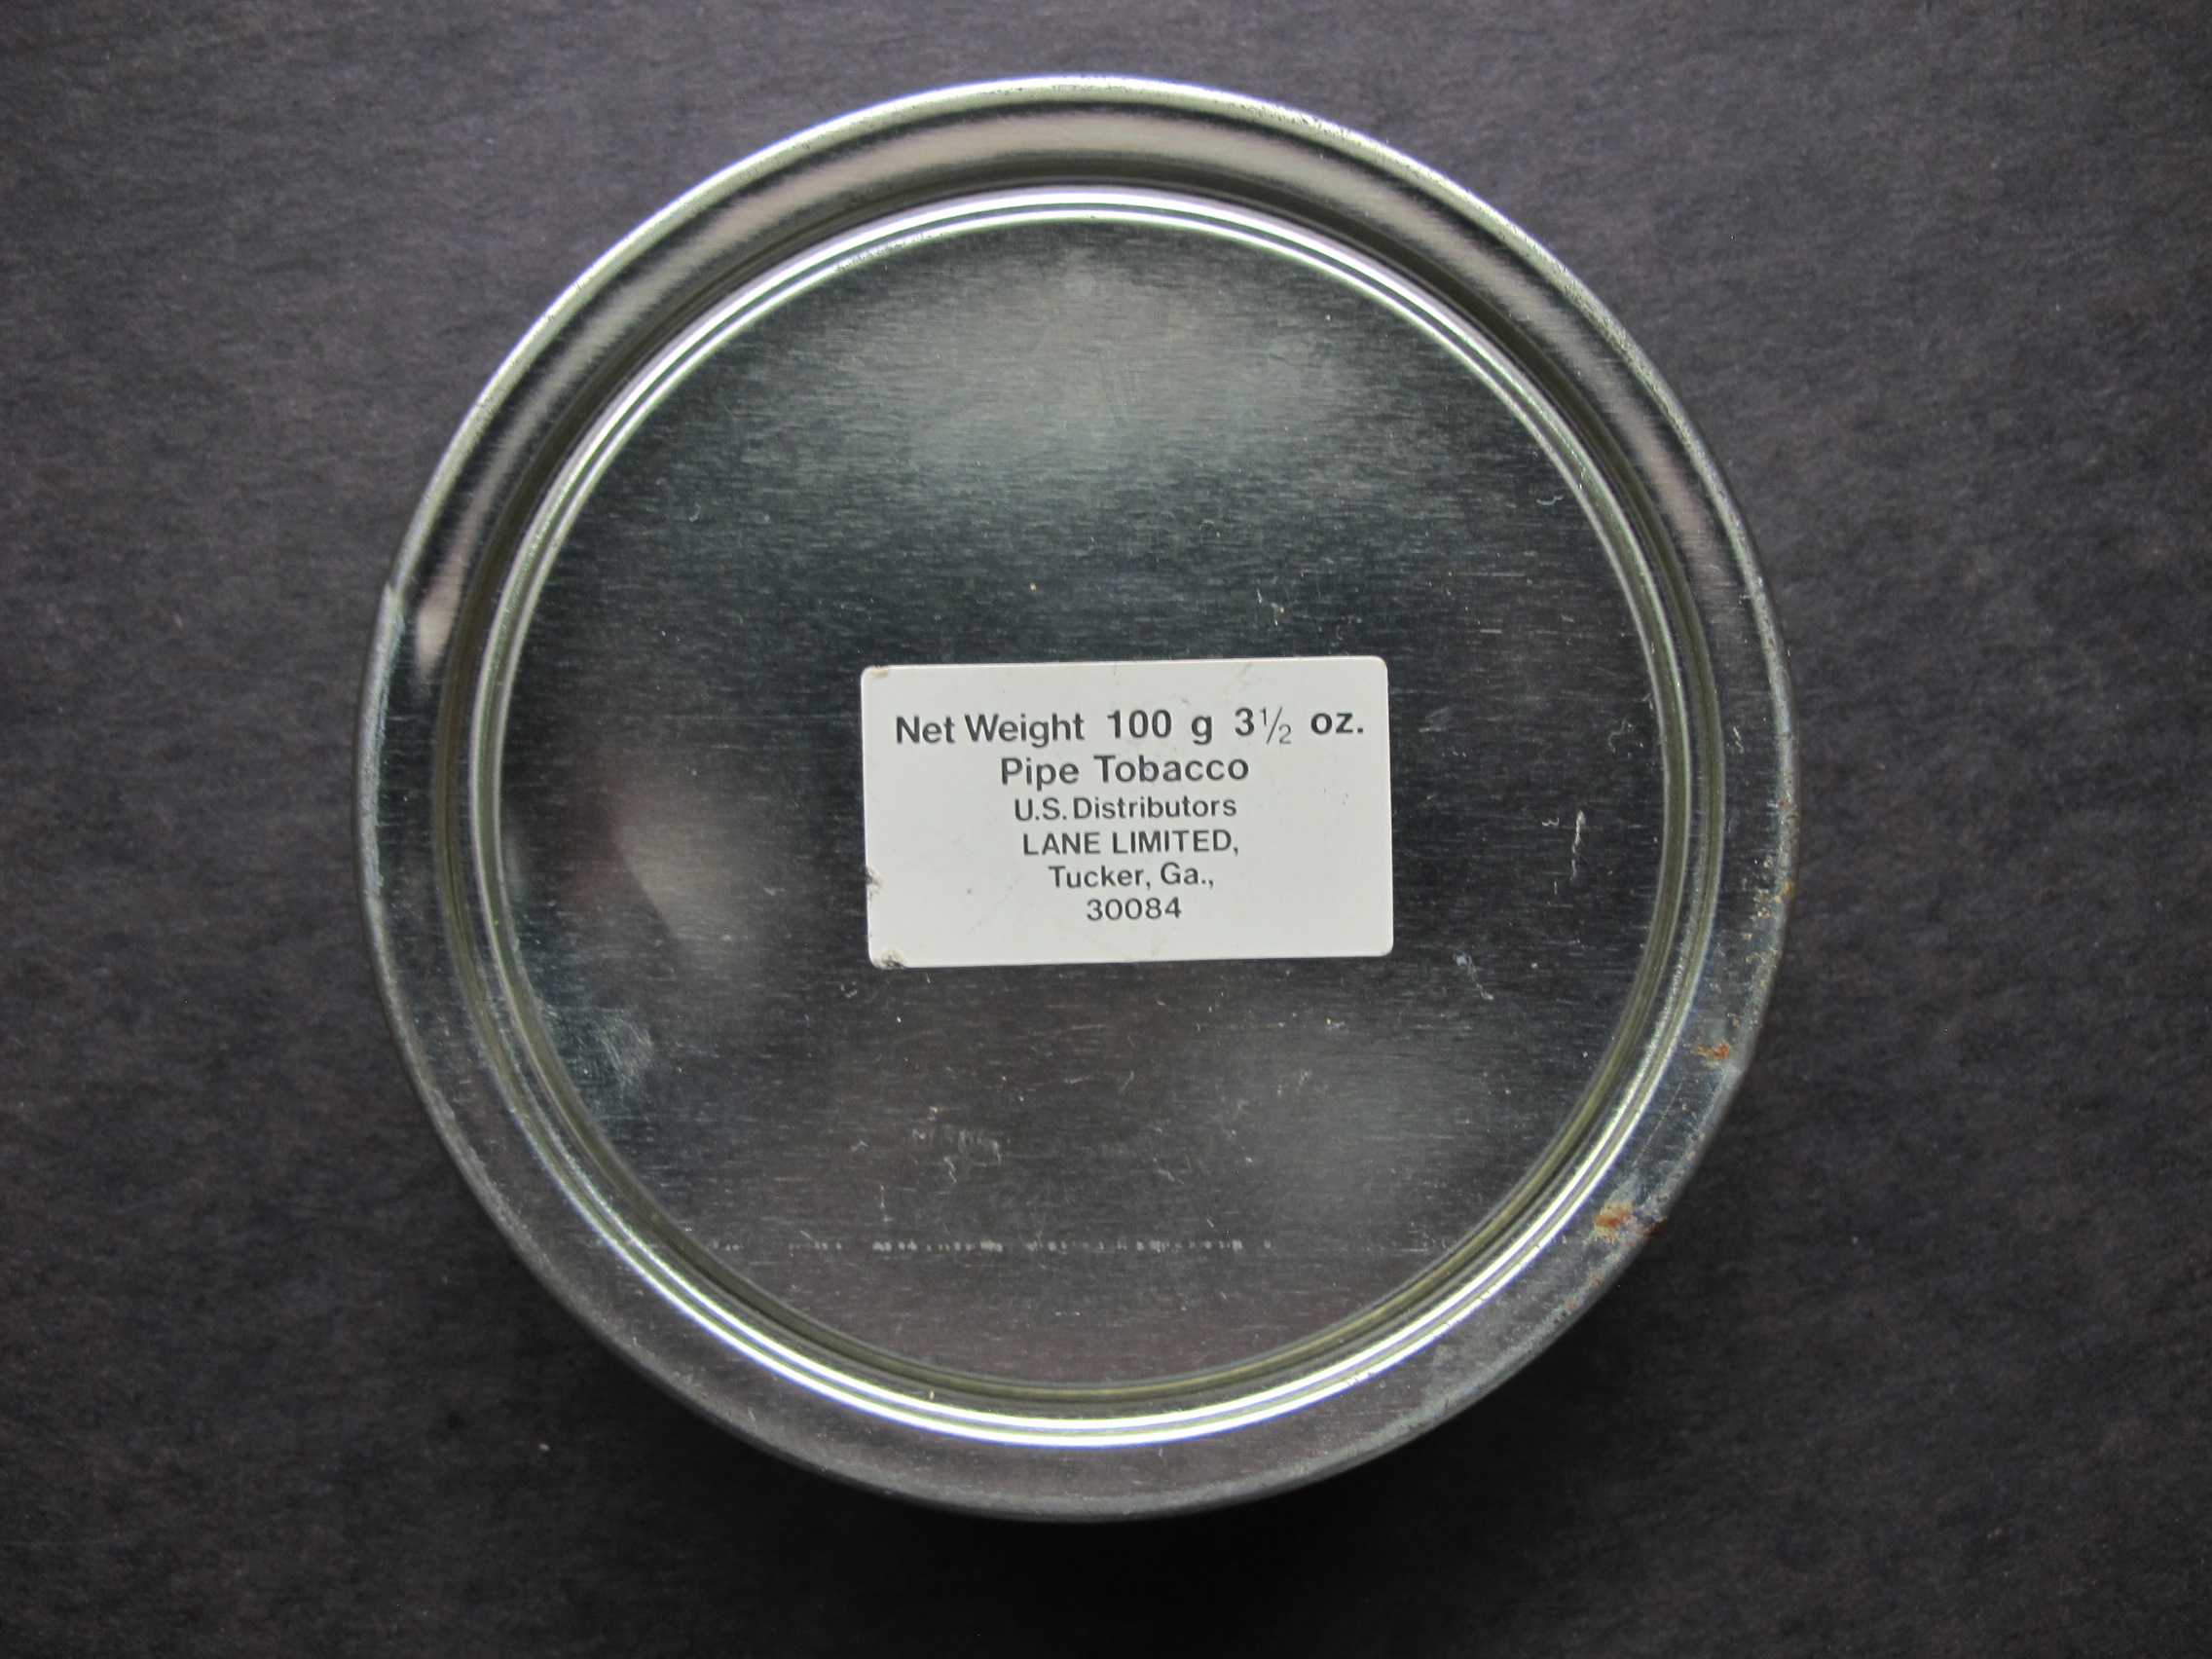 Net Weight 100 g 3½ oz.
Pipe Tobacco
U.S. Distributors
LANE LIMITED,
Tucker, Ga.,
30084